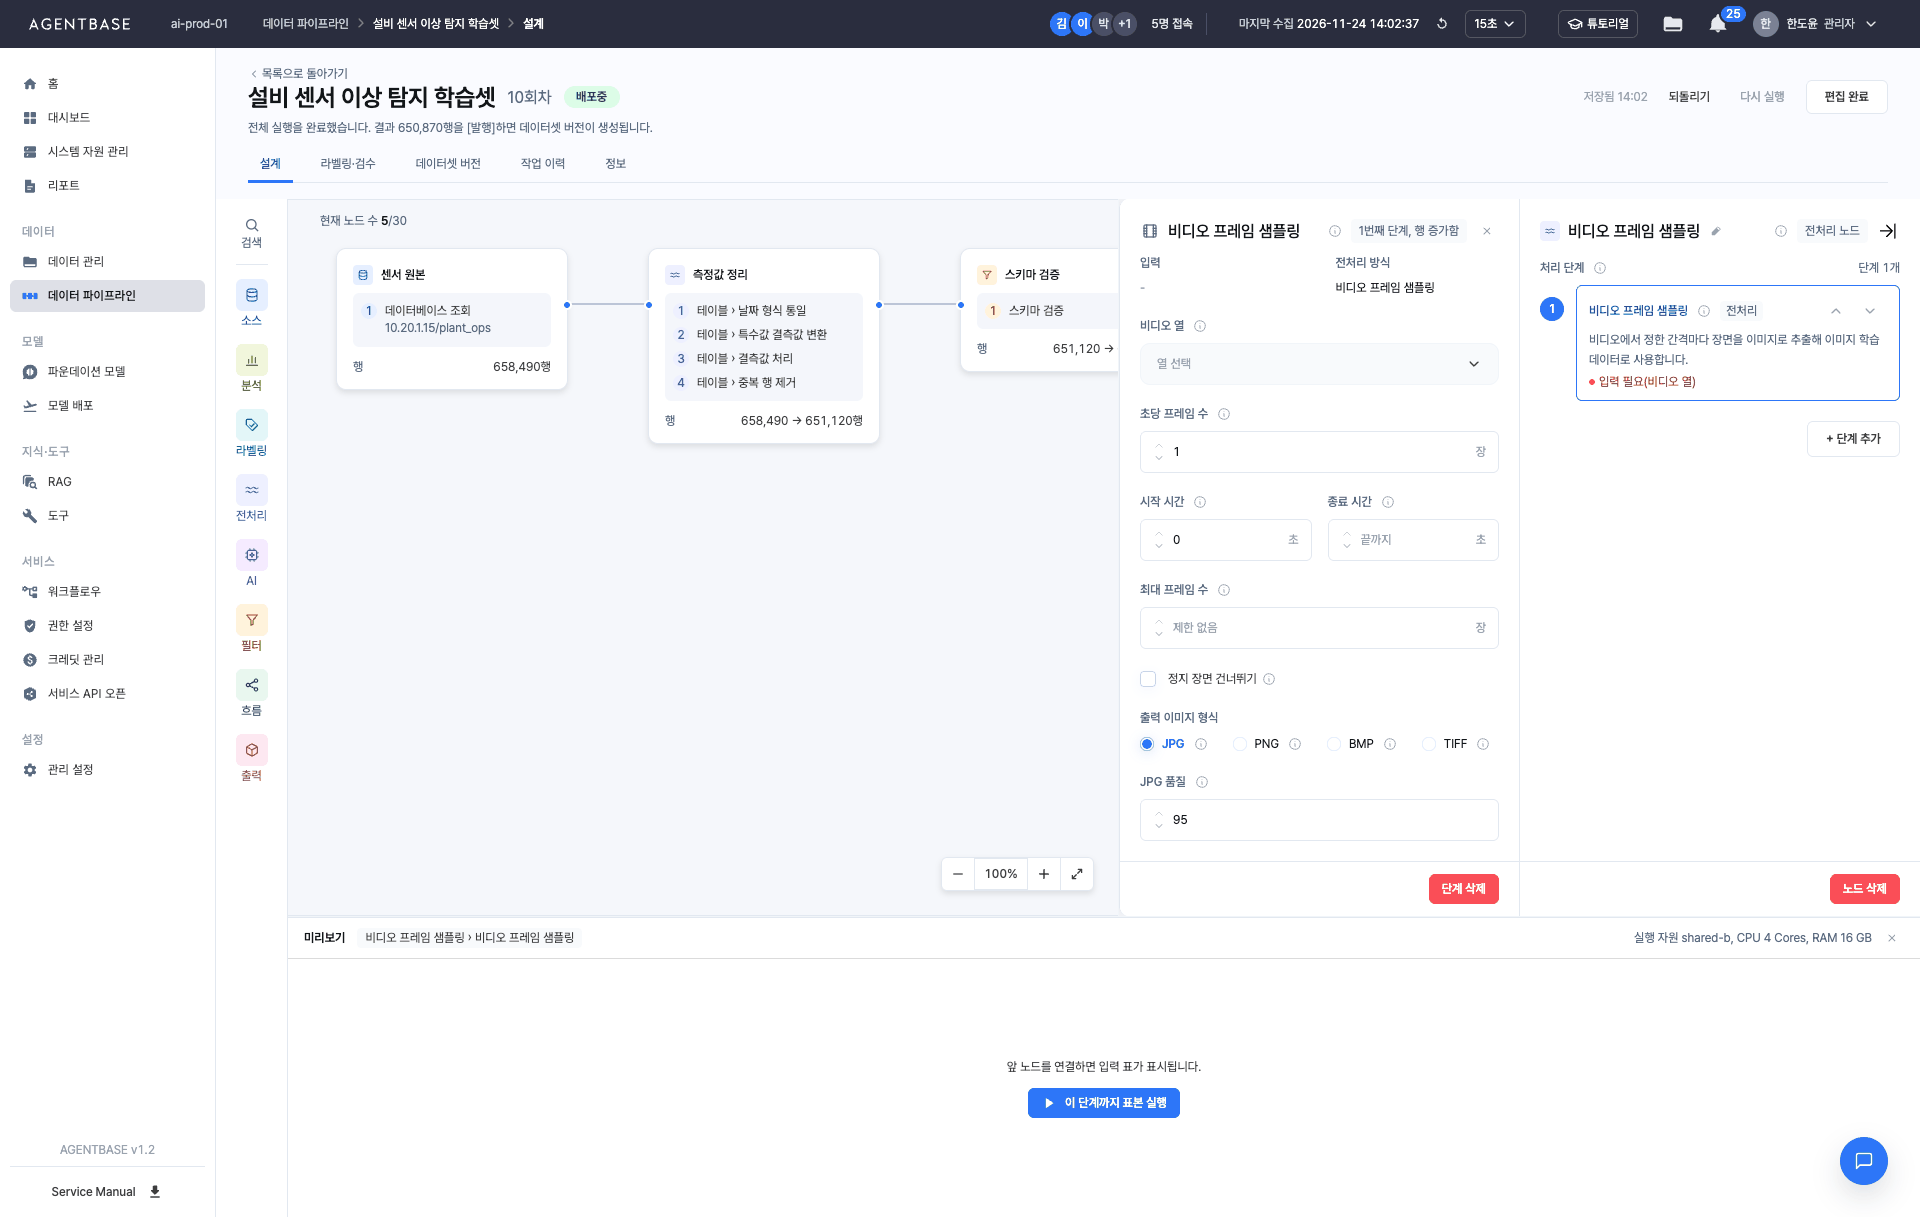 AGENTBASE
ai-prod-01
데이터 파이프라인 > 설비 센서 이상 탐지 학습셋 > 설계
김 이 박 +1 5명 접속
마지막 수집 2026-11-24 14:02:37
15초
튜토리얼
25
한 한도윤 관리자
홈
대시보드
시스템 자원 관리
리포트
데이터
데이터 관리
데이터 파이프라인
모델
파운데이션 모델
모델 배포
지식·도구
RAG
도구
서비스
워크플로우
권한 설정
크레딧 관리
서비스 API 오픈
설정
관리 설정
AGENTBASE v1.2
Service Manual
목록으로 돌아가기
설비 센서 이상 탐지 학습셋 10회차 배포중
전체 실행을 완료했습니다. 결과 650,870행을 [발행]하면 데이터셋 버전이 생성됩니다.
저장됨 14:02 되돌리기 다시 실행 편집 완료
설계 라벨링·검수 데이터셋 버전 작업 이력 정보
검색
소스
분석
라벨링
전처리
AI
필터
흐름
출력
현재 노드 수 5/30
센서 원본
1 데이터베이스 조회
10.20.1.15/plant_ops
행 658,490행
측정값 정리
1 테이블 › 날짜 형식 통일
2 테이블 › 특수값 결측값 변환
3 테이블 › 결측값 처리
4 테이블 › 중복 행 제거
행 658,490 → 651,120행
스키마 검증
1 스키마 검증
행 651,120 →
100%
비디오 프레임 샘플링 1번째 단계, 행 증가함
입력 전처리 방식
- 비디오 프레임 샘플링
비디오 열
열 선택
초당 프레임 수
1 장
시작 시간 종료 시간
0 초 끝까지 초
최대 프레임 수
제한 없음 장
정지 장면 건너뛰기
출력 이미지 형식
JPG PNG BMP TIFF
JPG 품질
95
단계 삭제
비디오 프레임 샘플링 전처리 노드
처리 단계 단계 1개
1 비디오 프레임 샘플링 전처리
비디오에서 정한 간격마다 장면을 이미지로 추출해 이미지 학습
데이터로 사용합니다.
입력 필요(비디오 열)
+ 단계 추가
노드 삭제
미리보기 비디오 프레임 샘플링 › 비디오 프레임 샘플링
실행 자원 shared-b, CPU 4 Cores, RAM 16 GB
앞 노드를 연결하면 입력 표가 표시됩니다.
이 단계까지 표본 실행